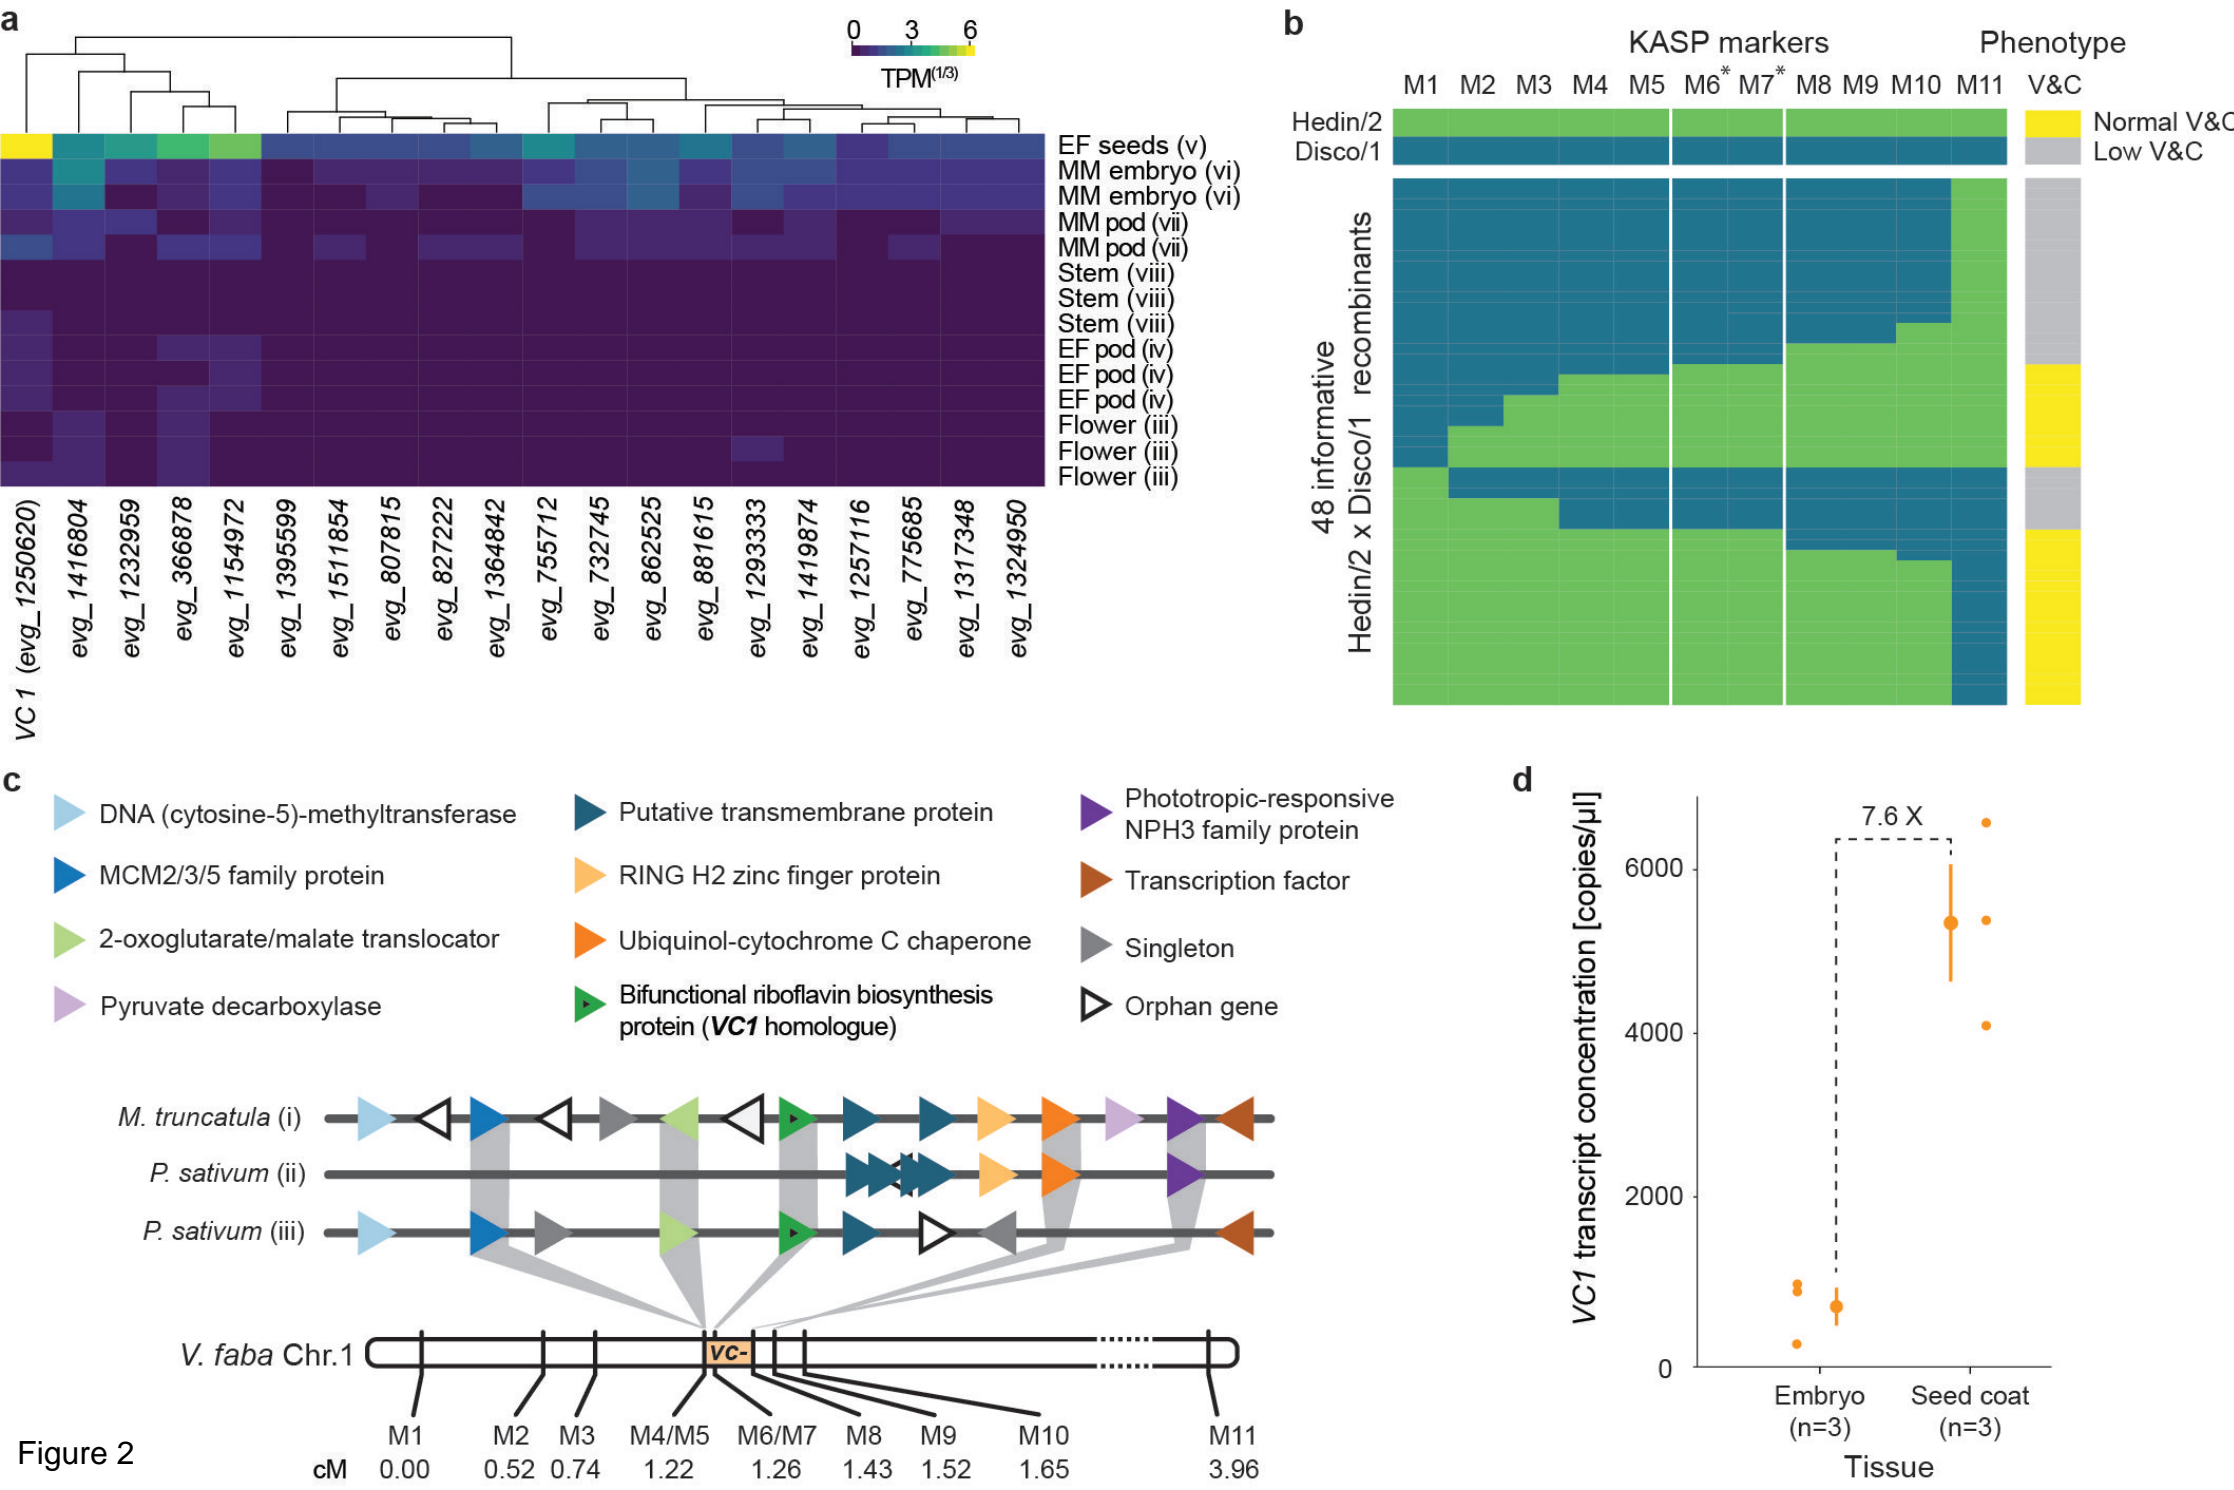 a
0 3 6
TPM(1/3)
EF seeds (v)
MM embryo (vi)
MM embryo (vi)
MM pod (vii)
MM pod (vii)
Stem (viii)
Stem (viii)
Stem (viii)
EF pod (iv)
EF pod (iv)
EF pod (iv)
Flower (iii)
Flower (iii)
Flower (iii)
VC 1 (evg_1250620)
evg_1416804
evg_1232959
evg_366878
evg_1154972
evg_1395599
evg_1511854
evg_807815
evg_827222
evg_1364842
evg_755712
evg_732745
evg_862525
evg_881615
evg_1293333
evg_1419874
evg_1257116
evg_775685
evg_1317348
evg_1324950
b
KASP markers Phenotype
M1 M2 M3 M4 M5 M6* M7* M8 M9 M10 M11 V&C
Hedin/2
Disco/1
Normal V&C
Low V&C
48 informative
Hedin/2 x Disco/1 recombinants
c
DNA (cytosine-5)-methyltransferase
MCM2/3/5 family protein
2-oxoglutarate/malate translocator
Pyruvate decarboxylase
Putative transmembrane protein
RING H2 zinc finger protein
Ubiquinol-cytochrome C chaperone
Bifunctional riboflavin biosynthesis
protein (VC1 homologue)
Phototropic-responsive
NPH3 family protein
Transcription factor
Singleton
Orphan gene
M. truncatula (i)
P. sativum (ii)
P. sativum (iii)
V. faba Chr.1
vc-
M1 M2 M3 M4/M5 M6/M7 M8 M9 M10 M11
cM 0.00 0.52 0.74 1.22 1.26 1.43 1.52 1.65 3.96
Figure 2
d
VC1 transcript concentration [copies/µl]
7.6 X
6000
4000
2000
0
Embryo
(n=3)
Seed coat
(n=3)
Tissue